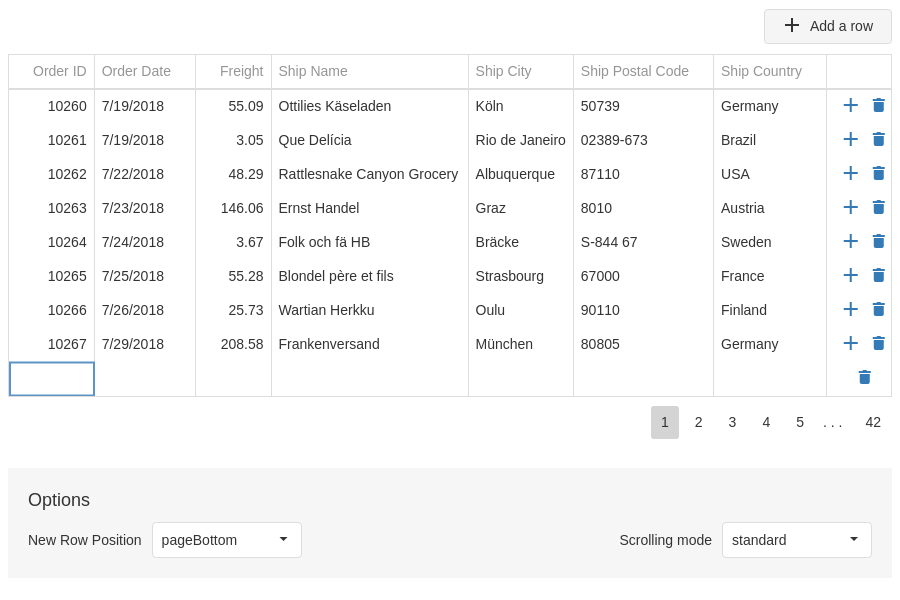 Add a row
Order ID Order Date Freight Ship Name Ship City Ship Postal Code Ship Country
10260 7/19/2018 55.09 Ottilies Käseladen Köln 50739 Germany
10261 7/19/2018 3.05 Que Delícia Rio de Janeiro 02389-673 Brazil
10262 7/22/2018 48.29 Rattlesnake Canyon Grocery Albuquerque 87110 USA
10263 7/23/2018 146.06 Ernst Handel Graz 8010 Austria
10264 7/24/2018 3.67 Folk och fä HB Bräcke S-844 67 Sweden
10265 7/25/2018 55.28 Blondel père et fils Strasbourg 67000 France
10266 7/26/2018 25.73 Wartian Herkku Oulu 90110 Finland
10267 7/29/2018 208.58 Frankenversand München 80805 Germany
1 2 3 4 5 . . . 42
Options
New Row Position pageBottom Scrolling mode standard